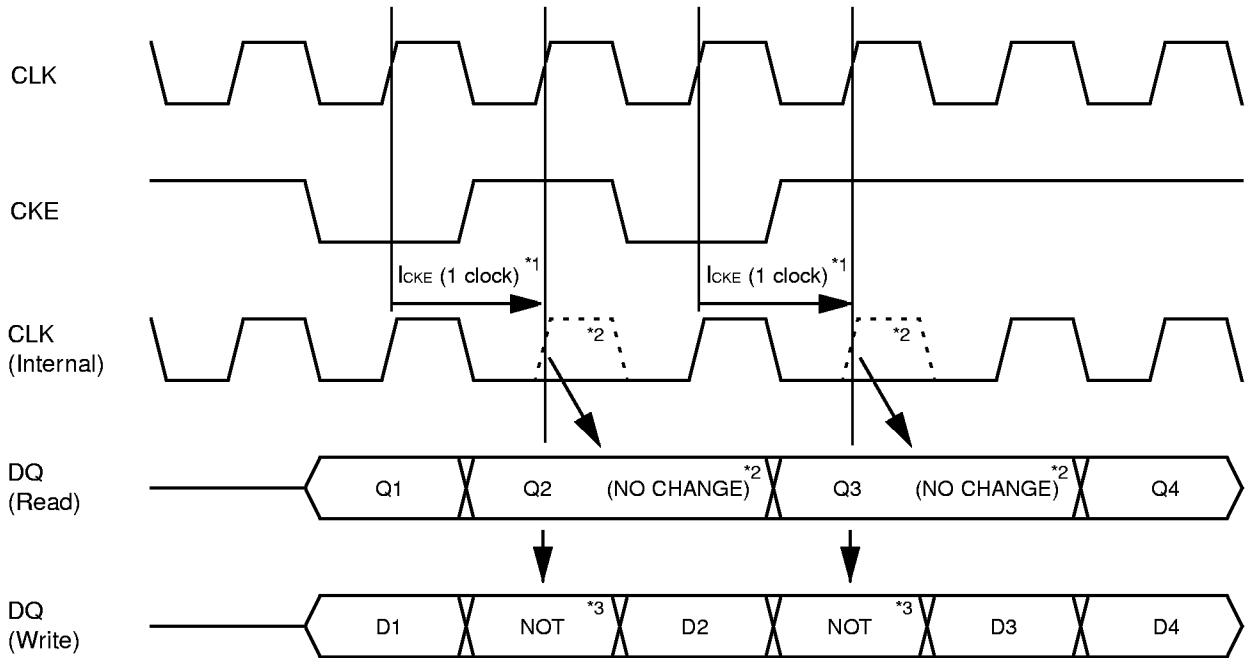 CLK
CKE
ICKE (1 clock) *1
ICKE (1 clock) *1
CLK
(Internal)
*2
*2
DQ
(Read)
Q1
Q2
(NO CHANGE)*2
Q3
(NO CHANGE)*2
Q4
DQ
(Write)
D1
NOT *3
D2
NOT *3
D3
D4